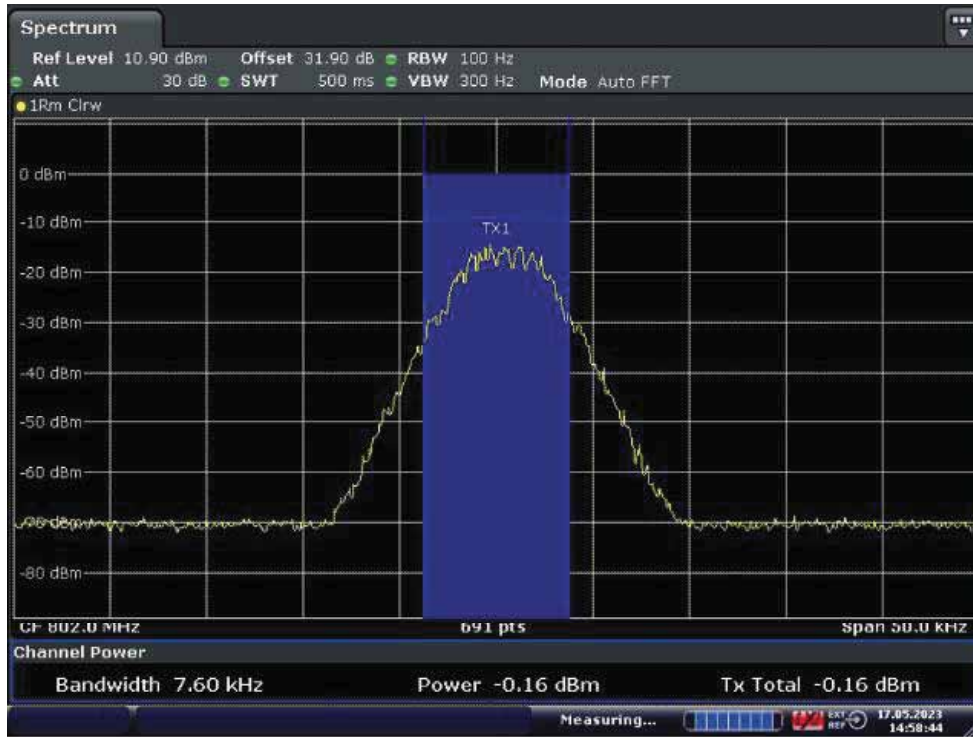 Spectrum
Ref Level 10.90 dBm Offset 31.90 dB RBW 100 Hz
Att 30 dB SWT 500 ms VBW 300 Hz Mode Auto FFT
1Rm Clrw
0 dBm
-10 dBm
TX1
-20 dBm
-30 dBm
-40 dBm
-50 dBm
-60 dBm
-70 dBm
-80 dBm
CF 802.0 MHz 691 pts Span 50.0 kHz
Channel Power
Bandwidth 7.60 kHz Power -0.16 dBm Tx Total -0.16 dBm
Measuring... EXT REF 17.05.2023
14:58:44